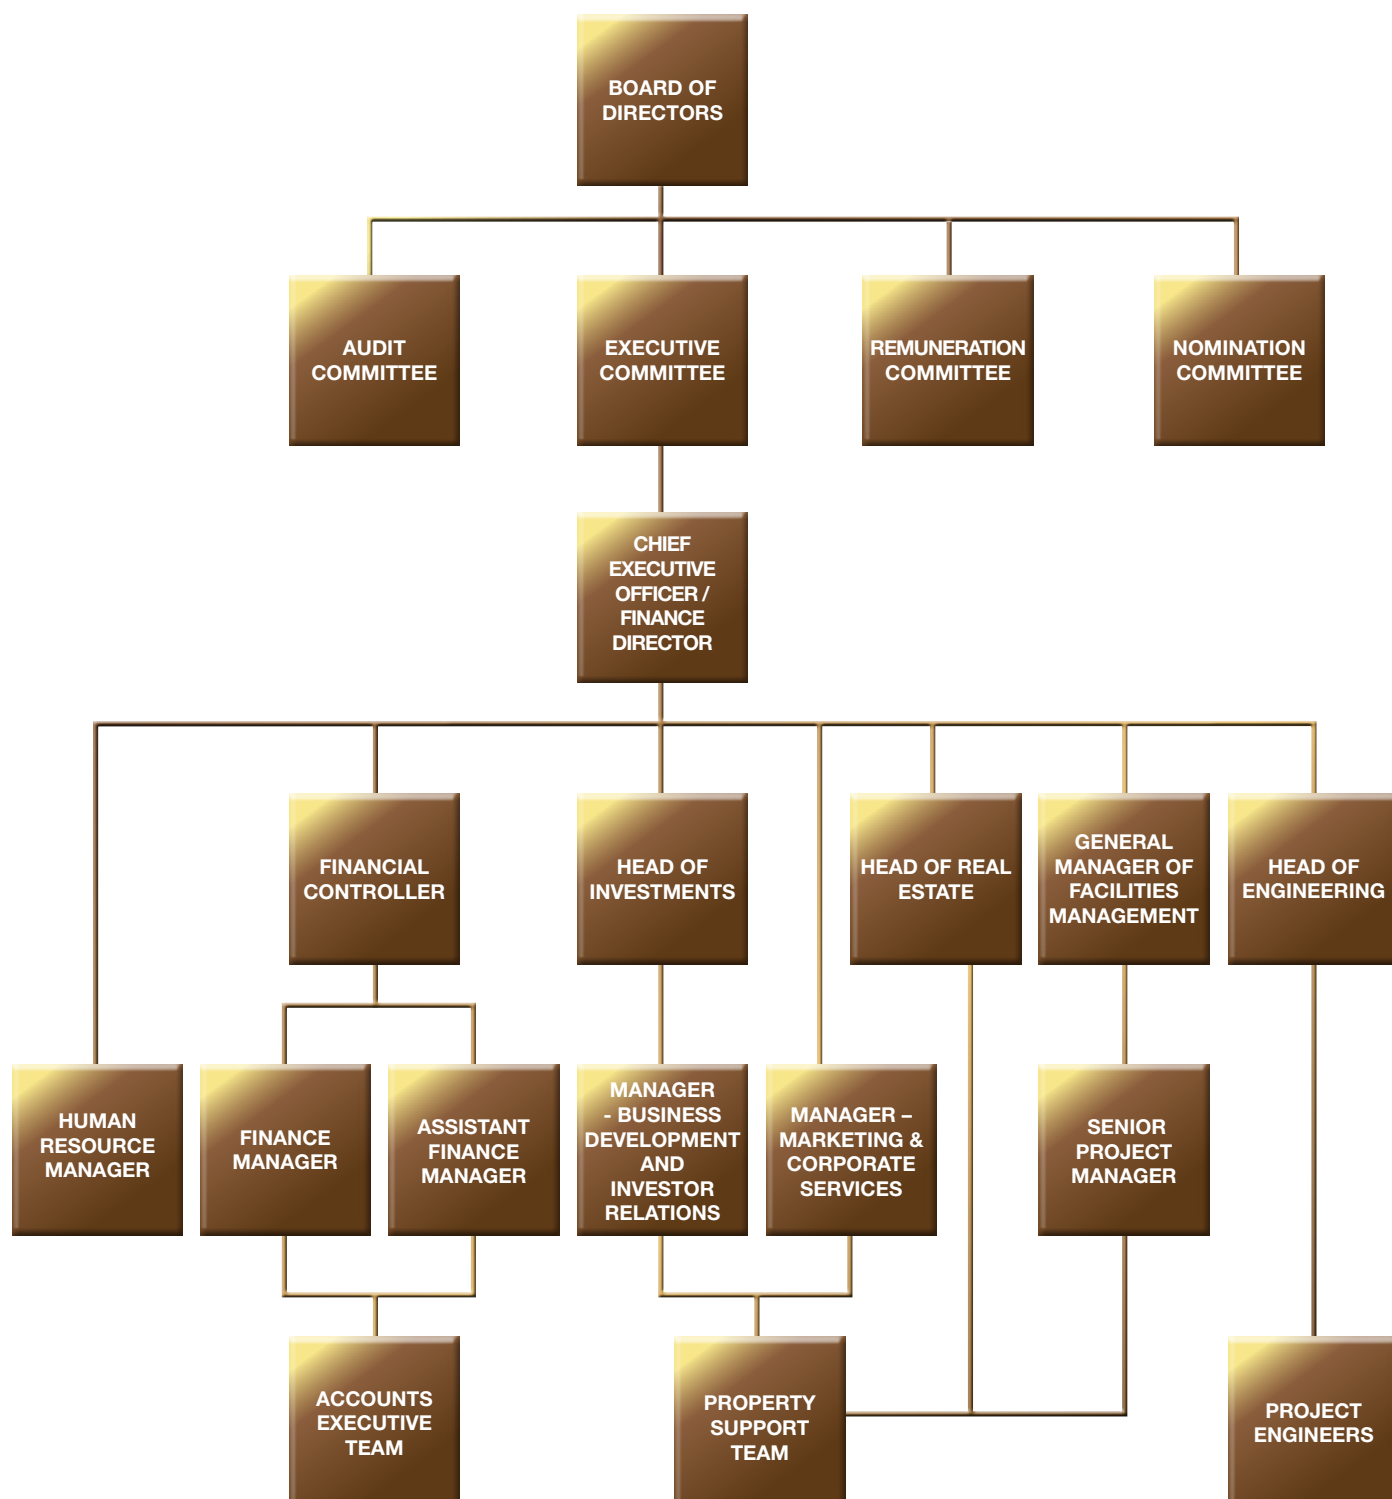 BOARD OF
DIRECTORS
AUDIT
COMMITTEE
EXECUTIVE
COMMITTEE
REMUNERATION
COMMITTEE
NOMINATION
COMMITTEE
CHIEF
EXECUTIVE
OFFICER /
FINANCE
DIRECTOR
FINANCIAL
CONTROLLER
HEAD OF
INVESTMENTS
HEAD OF REAL
ESTATE
GENERAL
MANAGER OF
FACILITIES
MANAGEMENT
HEAD OF
ENGINEERING
HUMAN
RESOURCE
MANAGER
FINANCE
MANAGER
ASSISTANT
FINANCE
MANAGER
MANAGER
- BUSINESS
DEVELOPMENT
AND
INVESTOR
RELATIONS
MANAGER –
MARKETING &
CORPORATE
SERVICES
SENIOR
PROJECT
MANAGER
ACCOUNTS
EXECUTIVE
TEAM
PROPERTY
SUPPORT
TEAM
PROJECT
ENGINEERS